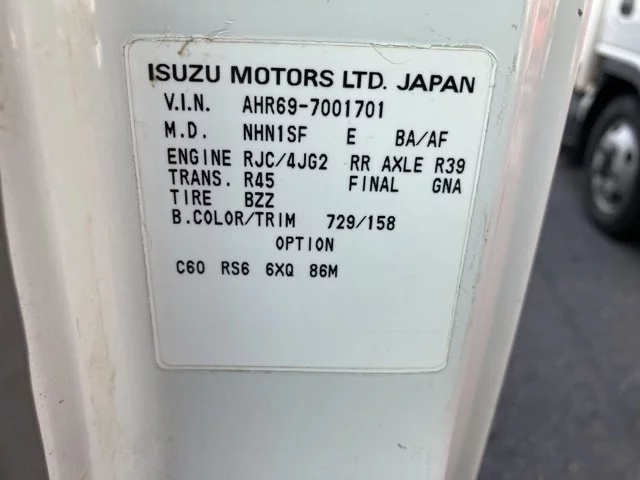 ISUZU MOTORS LTD. JAPAN
V.I.N. AHR69-7001701
M.D. NHN1SF E BA/AF
ENGINE RJC/4JG2 RR AXLE R39
TRANS. R45 FINAL GNA
TIRE BZZ
B.COLOR/TRIM 729/158
OPTION
C60 RS6 6XQ 86M